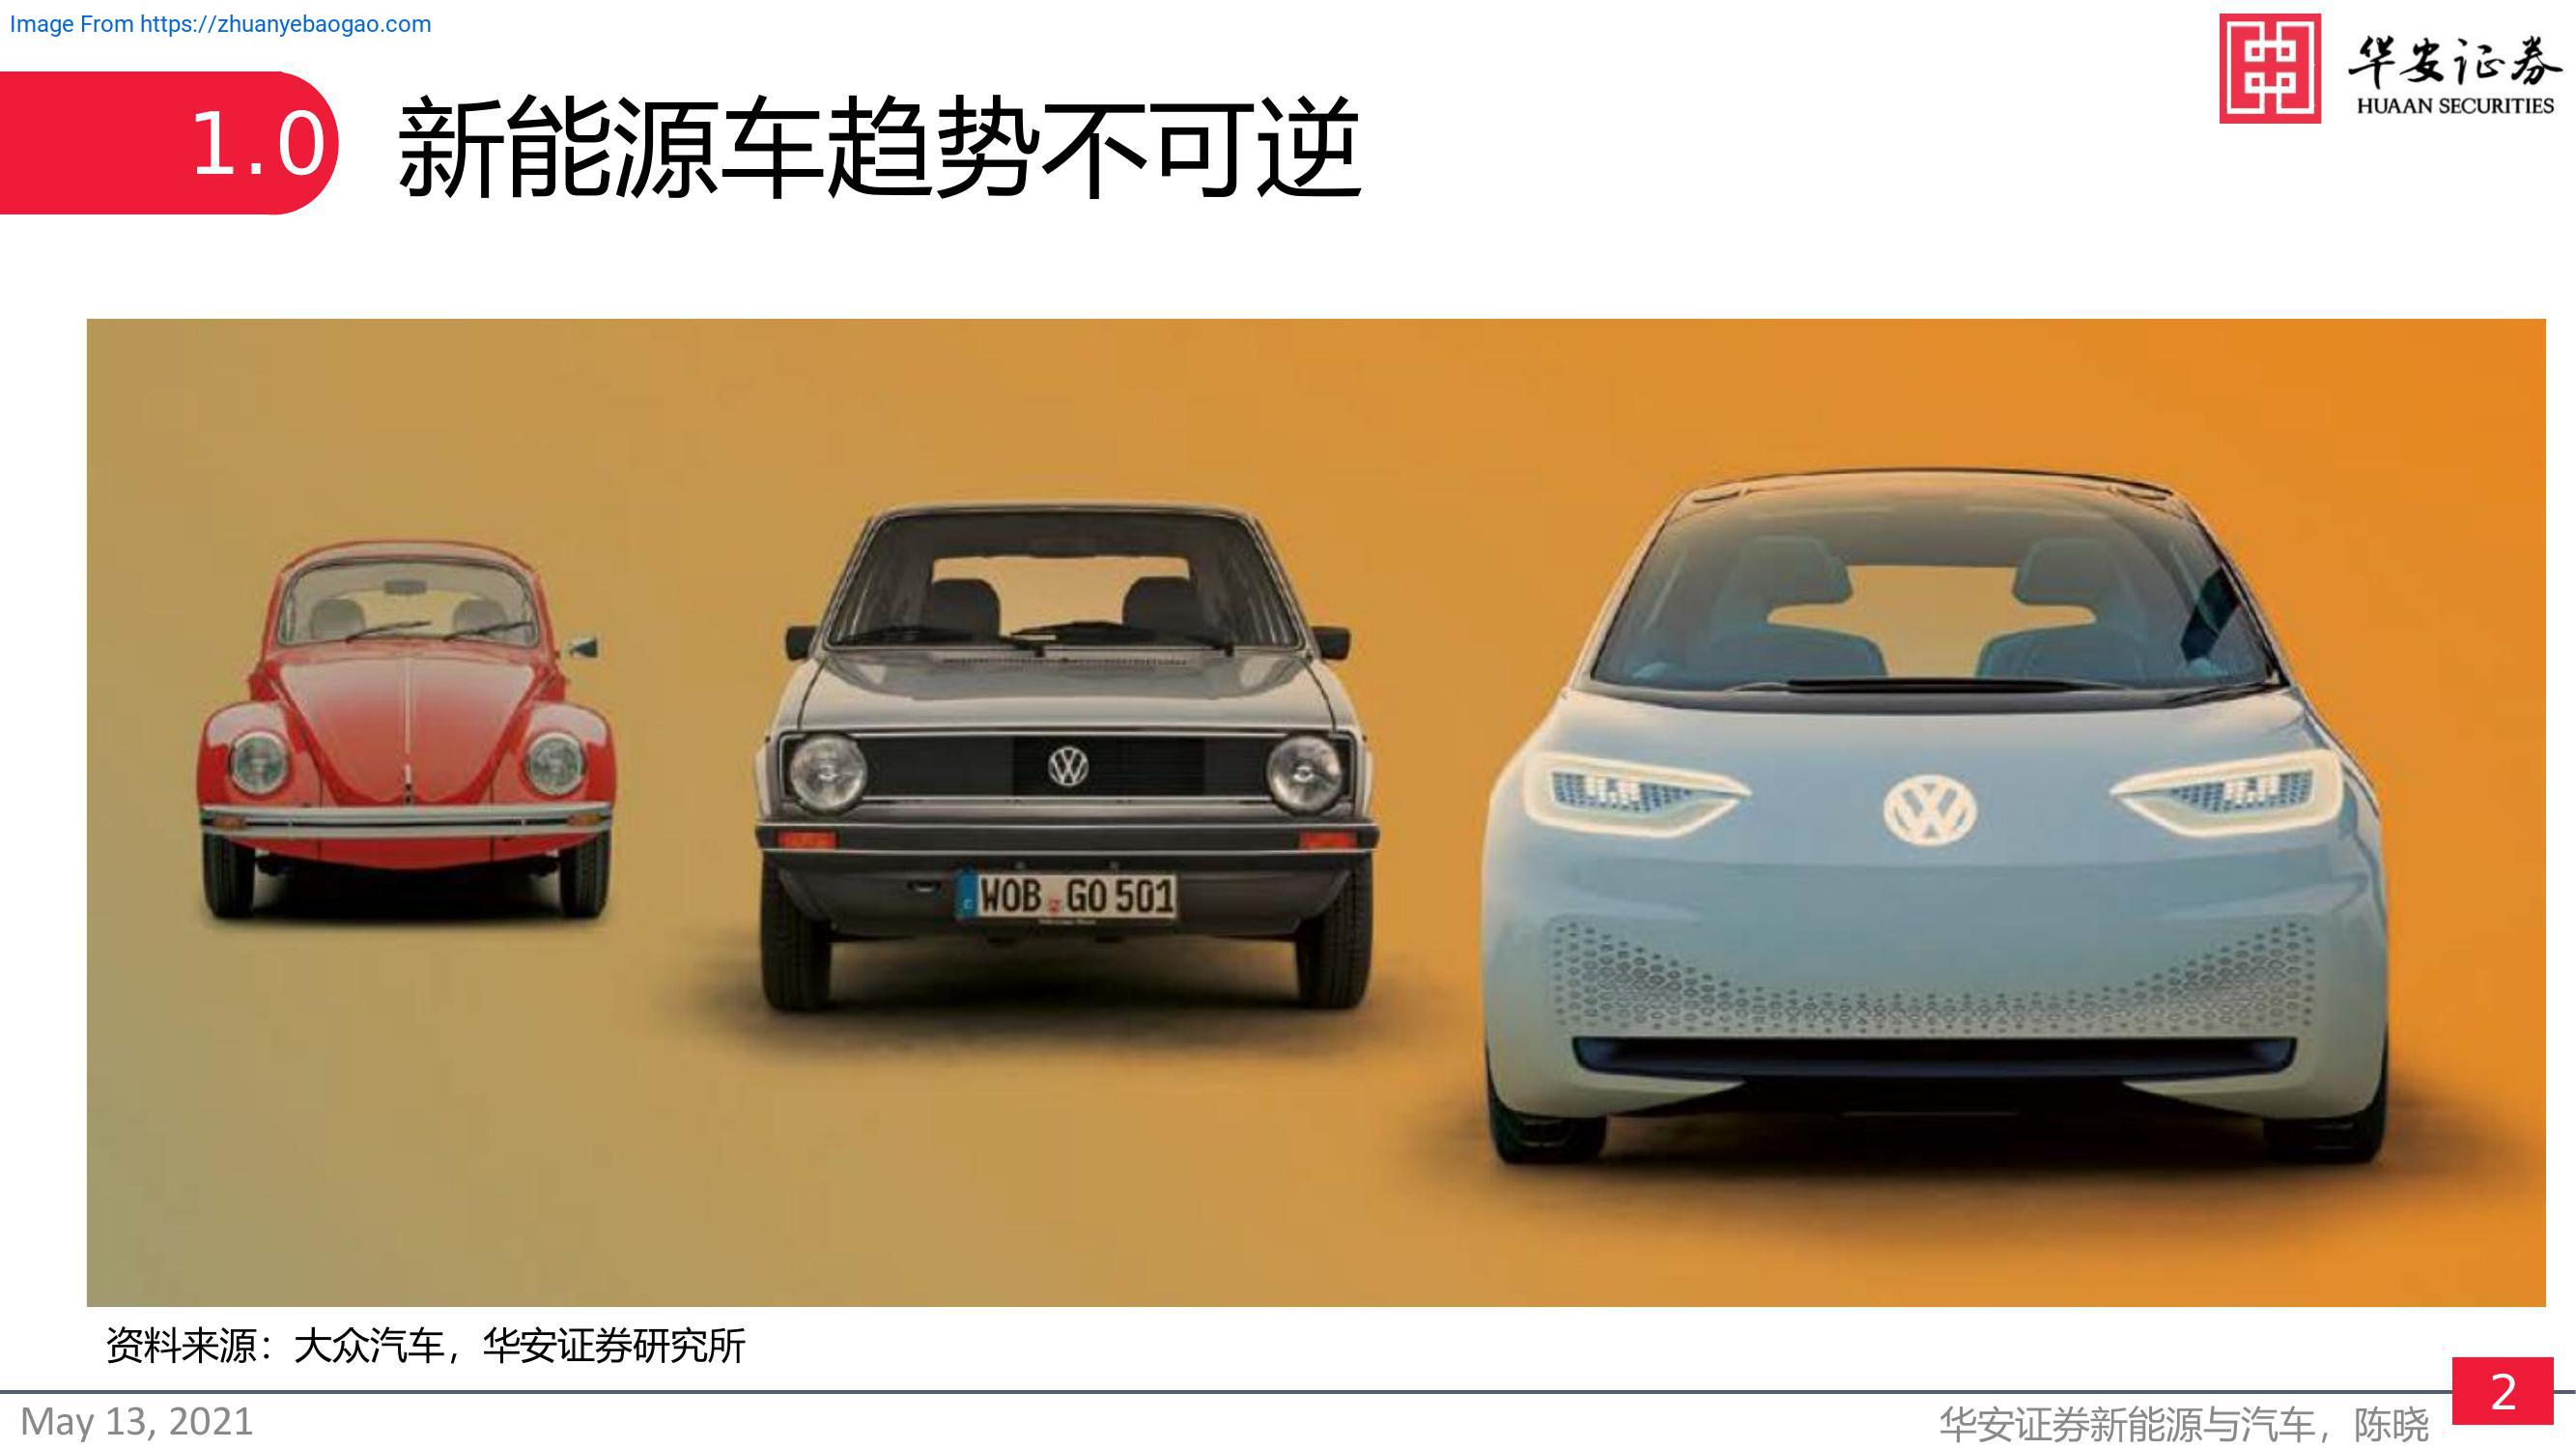 Image From https://zhuanyebaogao.com
华安证券
HUAAN SECURITIES
1.0 新能源车趋势不可逆
WOB GO 501
资料来源：大众汽车，华安证券研究所
2
May 13, 2021
华安证券新能源与汽车，陈晓